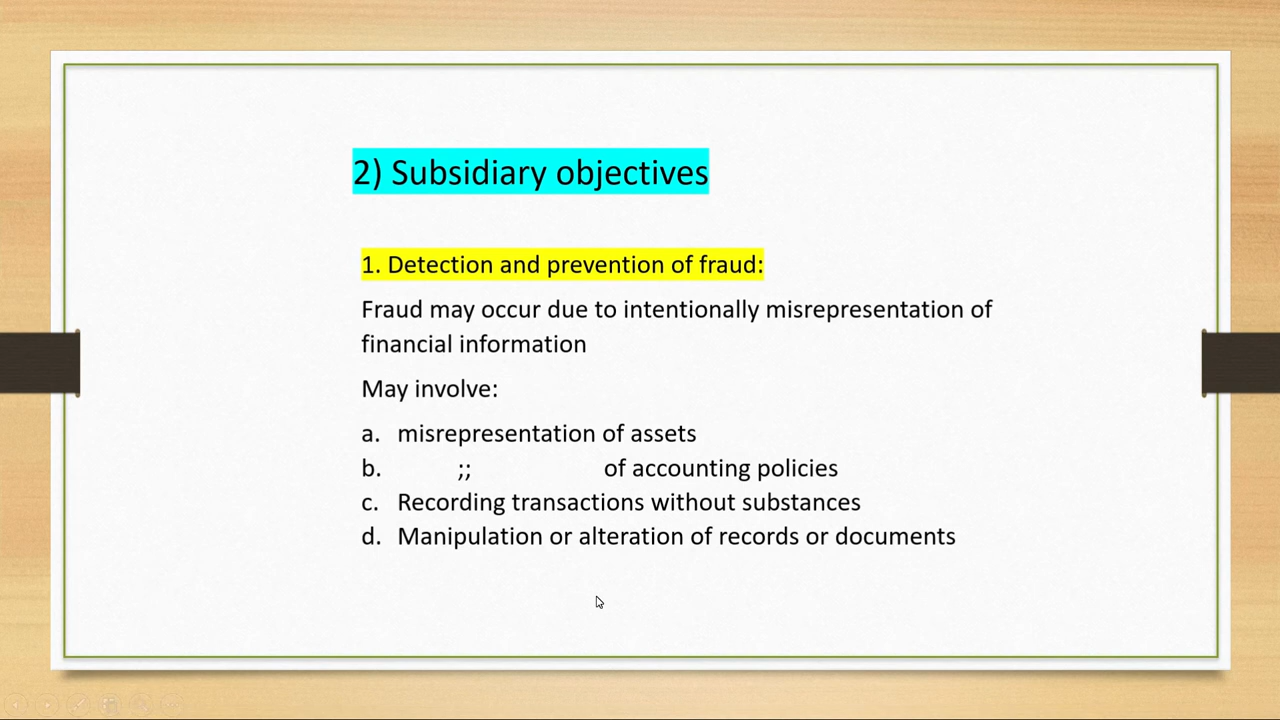 2) Subsidiary objectives
1. Detection and prevention of fraud:
Fraud may occur due to intentionally misrepresentation of
financial information
May involve:
a. misrepresentation of assets
b. ;; of accounting policies
c. Recording transactions without substances
d. Manipulation or alteration of records or documents